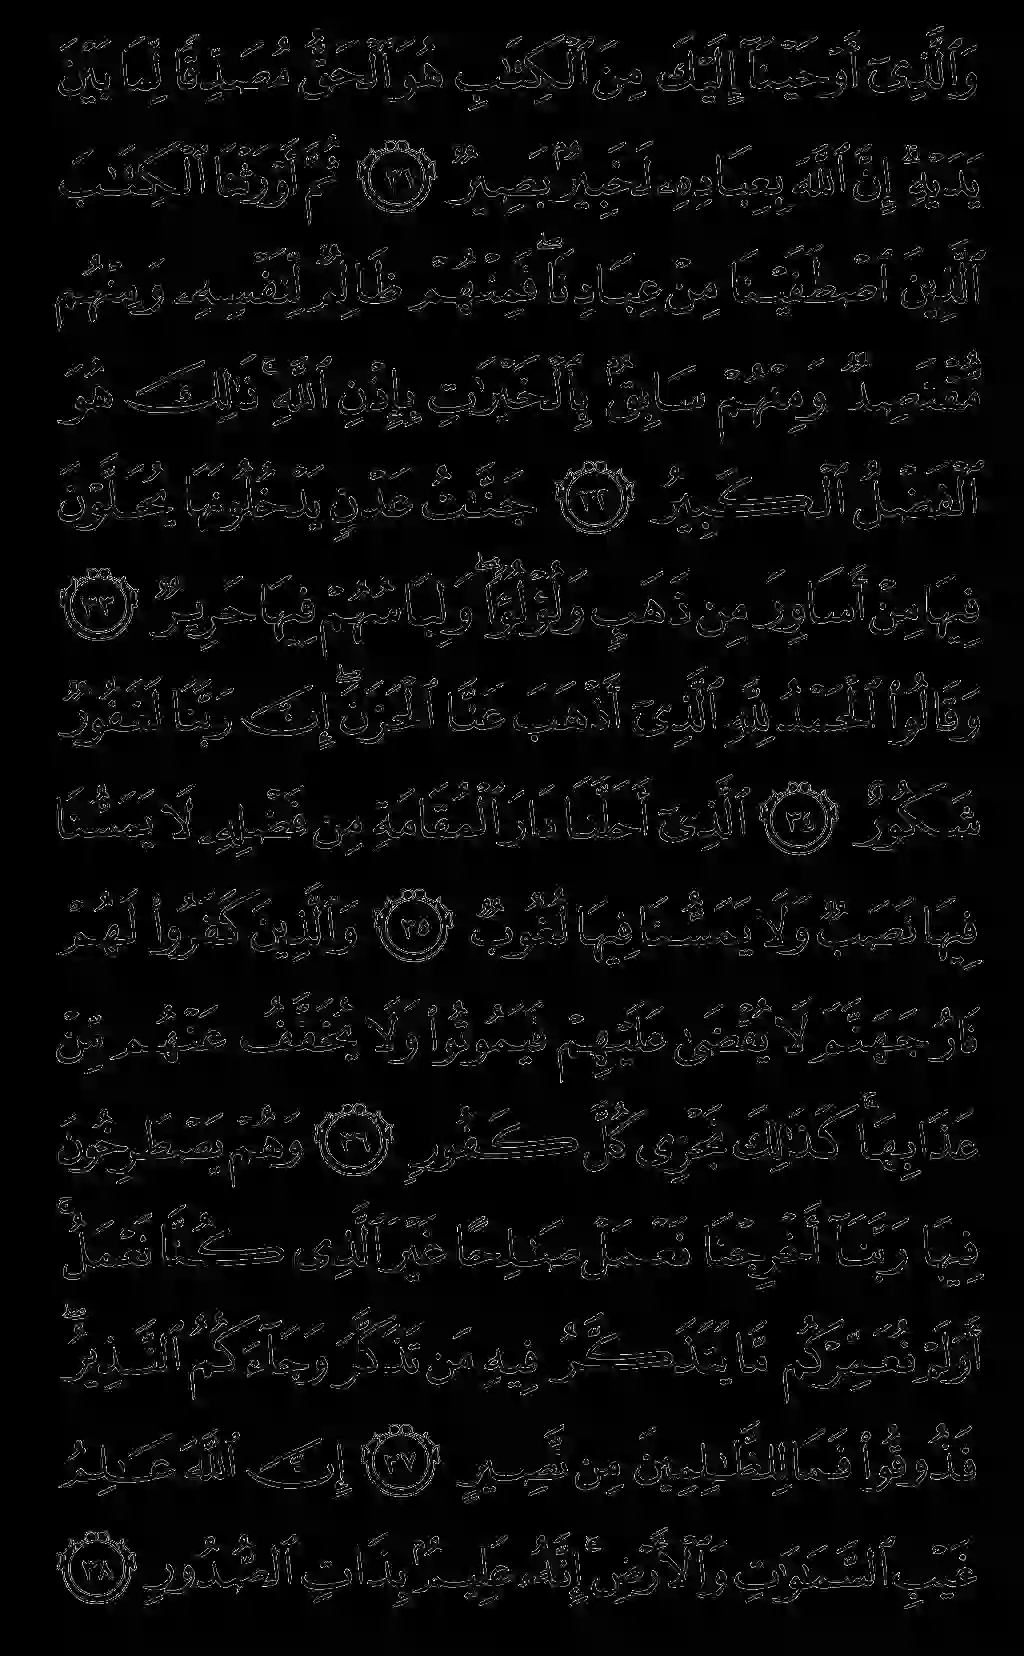 وَٱلَّذِىٓ أَوْحَيْنَآ إِلَيْكَ مِنَ ٱلْكِتَـٰبِ هُوَ ٱلْحَقُّ مُصَدِّقًا لِّمَا بَيْنَ
يَدَيْهِ ۗ إِنَّ ٱللَّهَ بِعِبَادِهِۦ لَخَبِيرٌۢ بَصِيرٌ ٣١ ثُمَّ أَوْرَثْنَا ٱلْكِتَـٰبَ
ٱلَّذِينَ ٱصْطَفَيْنَا مِنْ عِبَادِنَا ۖ فَمِنْهُمْ ظَالِمٌ لِّنَفْسِهِۦ وَمِنْهُم
مُّقْتَصِدٌ وَمِنْهُمْ سَابِقٌۢ بِٱلْخَيْرَٰتِ بِإِذْنِ ٱللَّهِ ۚ ذَٰلِكَ هُوَ
ٱلْفَضْلُ ٱلْكَبِيرُ ٣٢ جَنَّـٰتُ عَدْنٍ يَدْخُلُونَهَا يُحَلَّوْنَ
فِيهَا مِنْ أَسَاوِرَ مِن ذَهَبٍ وَلُؤْلُؤًا ۖ وَلِبَاسُهُمْ فِيهَا حَرِيرٌ ٣٣
وَقَالُوا۟ ٱلْحَمْدُ لِلَّهِ ٱلَّذِىٓ أَذْهَبَ عَنَّا ٱلْحَزَنَ ۖ إِنَّ رَبَّنَا لَغَفُورٌ
شَكُورٌ ٣٤ ٱلَّذِىٓ أَحَلَّنَا دَارَ ٱلْمُقَامَةِ مِن فَضْلِهِۦ لَا يَمَسُّنَا
فِيهَا نَصَبٌ وَلَا يَمَسُّنَا فِيهَا لُغُوبٌ ٣٥ وَٱلَّذِينَ كَفَرُوا۟ لَهُمْ
نَارُ جَهَنَّمَ لَا يُقْضَىٰ عَلَيْهِمْ فَيَمُوتُوا۟ وَلَا يُخَفَّفُ عَنْهُم مِّنْ
عَذَابِهَا ۚ كَذَٰلِكَ نَجْزِى كُلَّ كَفُورٍ ٣٦ وَهُمْ يَصْطَرِخُونَ
فِيهَا رَبَّنَآ أَخْرِجْنَا نَعْمَلْ صَـٰلِحًا غَيْرَ ٱلَّذِى كُنَّا نَعْمَلُ ۚ
أَوَلَمْ نُعَمِّرْكُم مَّا يَتَذَكَّرُ فِيهِ مَن تَذَكَّرَ وَجَآءَكُمُ ٱلنَّذِيرُ ۖ
فَذُوقُوا۟ فَمَا لِلظَّـٰلِمِينَ مِن نَّصِيرٍ ٣٧ إِنَّ ٱللَّهَ عَـٰلِمُ
غَيْبِ ٱلسَّمَـٰوَٰتِ وَٱلْأَرْضِ ۚ إِنَّهُۥ عَلِيمٌۢ بِذَاتِ ٱلصُّدُورِ ٣٨